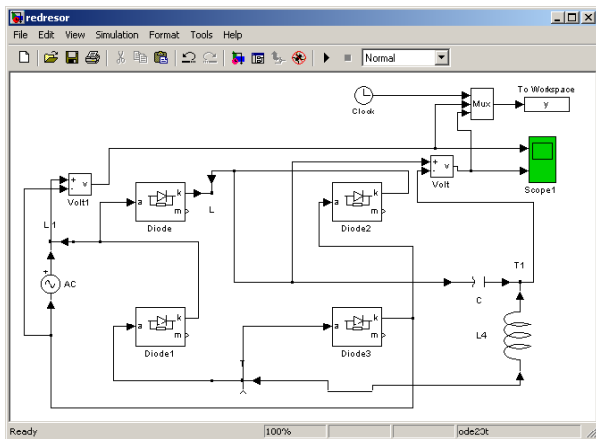 redresor
File Edit View Simulation Format Tools Help
Normal
Clock
Mux
To Workspace
y
+
-
v
Volt1
a
k
m
Diode
L
+
-
v
Volt
Scope1
a
k
m
Diode2
L1
+
AC
T1
C
L4
a
k
m
Diode1
T
a
k
m
Diode3
Ready
100%